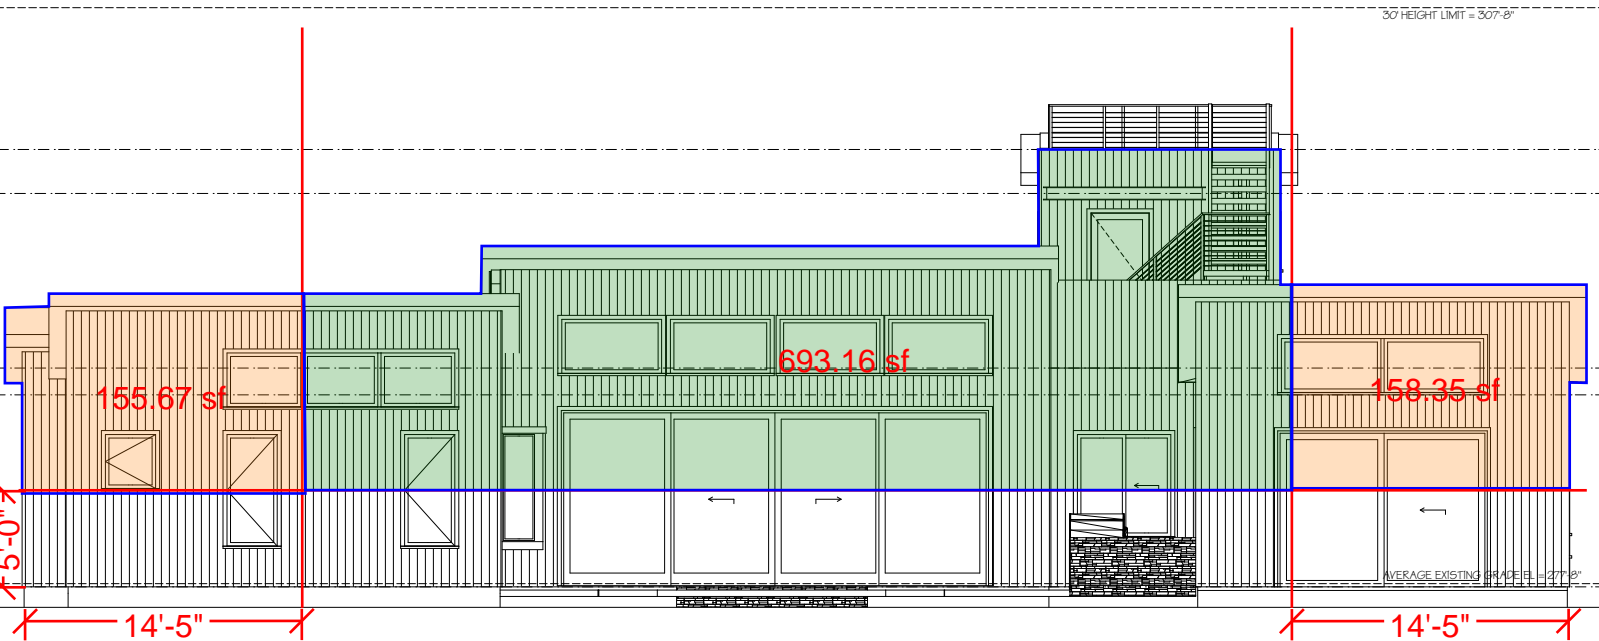 30' HEIGHT LIMIT = 307'-8"
693.16 sf
155.67 sf
158.35 sf
5'-0"
AVERAGE EXISTING GRADE EL = 277'-8"
14'-5"
14'-5"